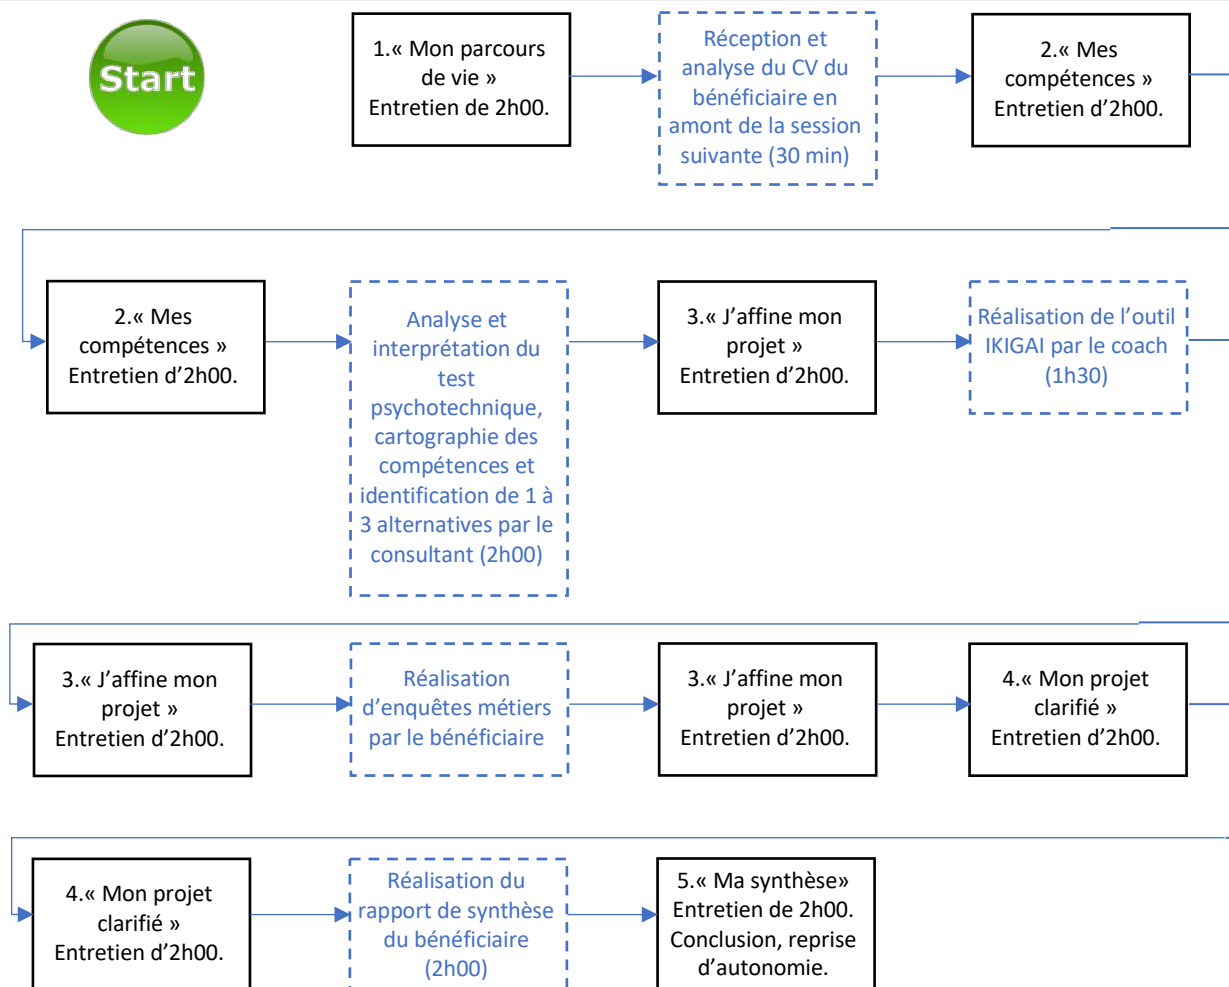 Start
1.« Mon parcours
de vie »
Entretien de 2h00.
Réception et
analyse du CV du
bénéficiaire en
amont de la session
suivante (30 min)
2.« Mes
compétences »
Entretien d’2h00.
2.« Mes
compétences »
Entretien d’2h00.
Analyse et
interprétation du
test
psychotechnique,
cartographie des
compétences et
identification de 1 à
3 alternatives par le
consultant (2h00)
3.« J’affine mon
projet »
Entretien d’2h00.
Réalisation de l’outil
IKIGAI par le coach
(1h30)
3.« J’affine mon
projet »
Entretien d’2h00.
Réalisation
d’enquêtes métiers
par le bénéficiaire
3.« J’affine mon
projet »
Entretien d’2h00.
4.« Mon projet
clarifié »
Entretien d’2h00.
4.« Mon projet
clarifié »
Entretien d’2h00.
Réalisation du
rapport de synthèse
du bénéficiaire
(2h00)
5.« Ma synthèse»
Entretien de 2h00.
Conclusion, reprise
d’autonomie.